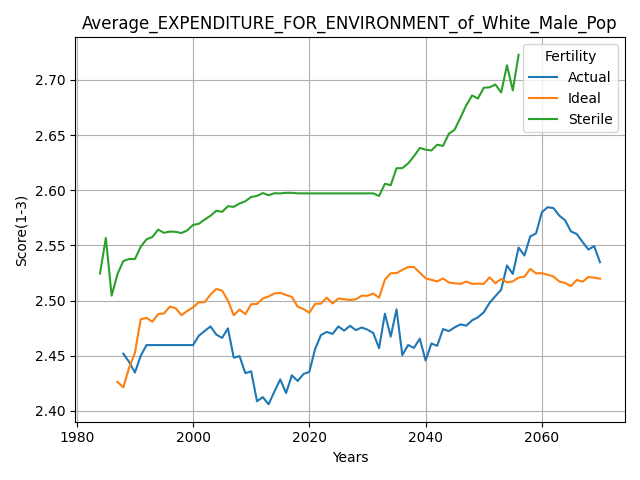 Average_EXPENDITURE_FOR_ENVIRONMENT_of_White_Male_Pop
Fertility
Actual
Ideal
Sterile
Score(1-3)
2.70
2.65
2.60
2.55
2.50
2.45
2.40
1980
2000
2020
2040
2060
Years